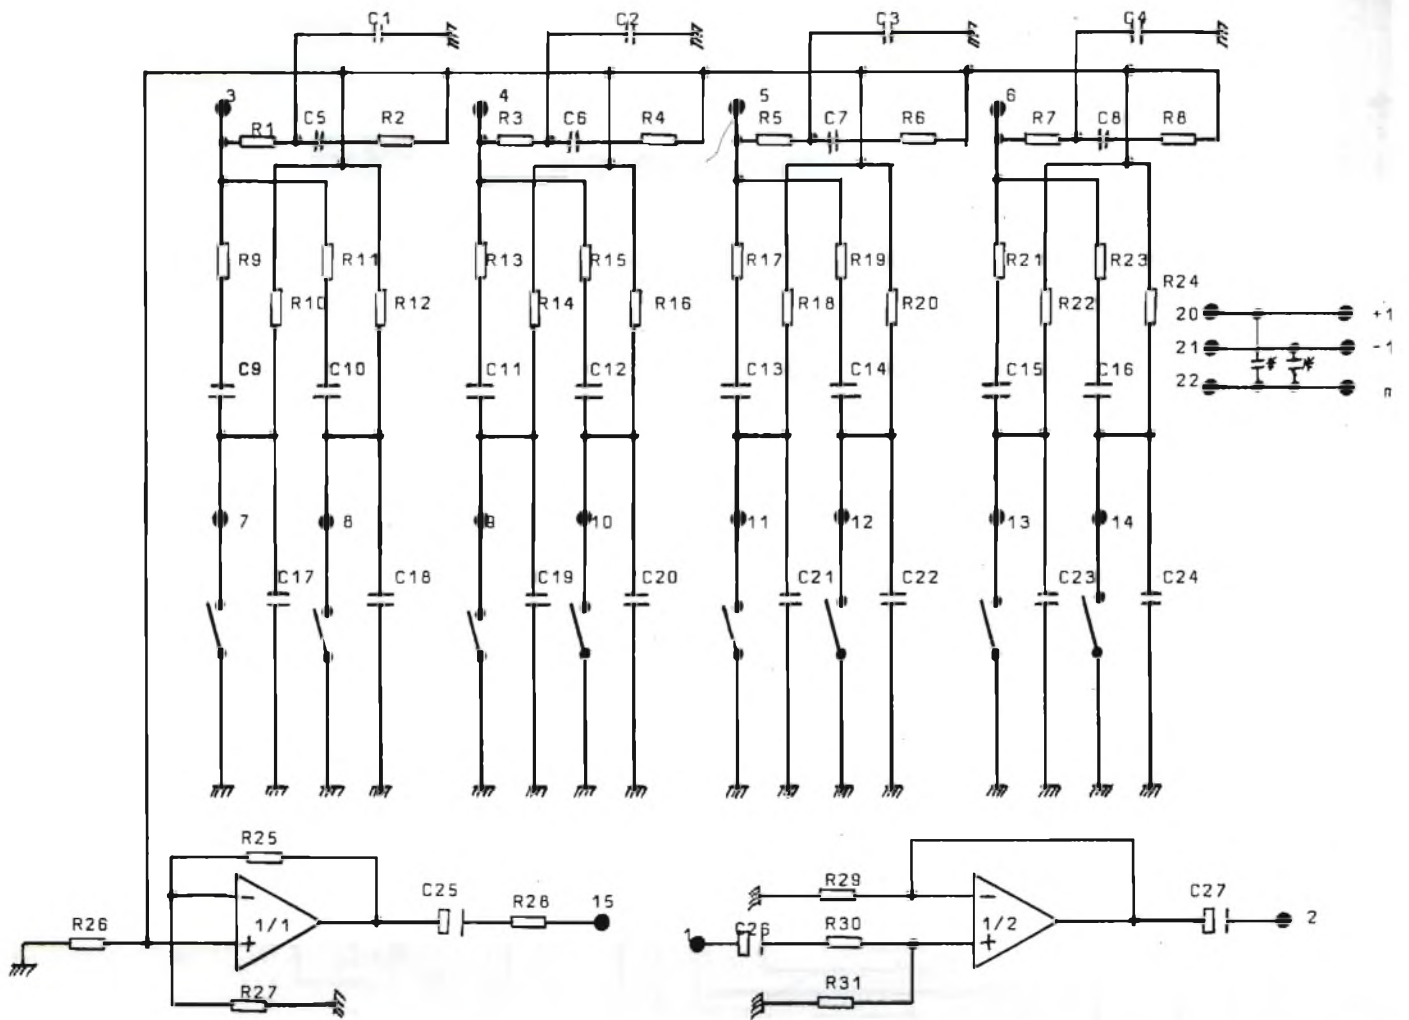 C1 C2 C3 C4
3 4 5 6
R1 C5 R2 R3 C6 R4 R5 C7 R6 R7 C8 R8
R9 R11 R13 R15 R17 R19 R21 R23
R10 R12 R14 R16 R18 R20 R22 R24
20 +1
21 -1
22
C9 C10 C11 C12 C13 C14 C15 C16
* *
7 8 9 10 11 12 13 14
C17 C18 C19 C20 C21 C22 C23 C24
R25
R26 - 1/1 + C25 R28 15
R27
R29 - C27
1 C26 R30 1/2 + 2
R31